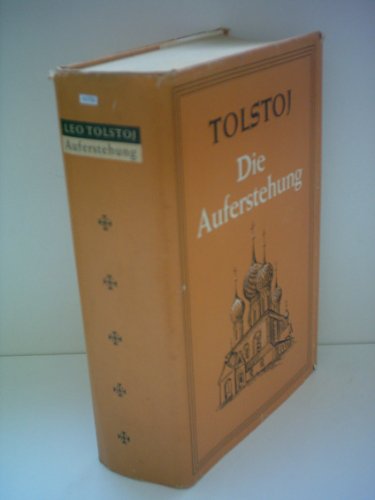 LEO TOLSTOJ
Auferstehung
TOLSTOJ
Die
Auferstehung